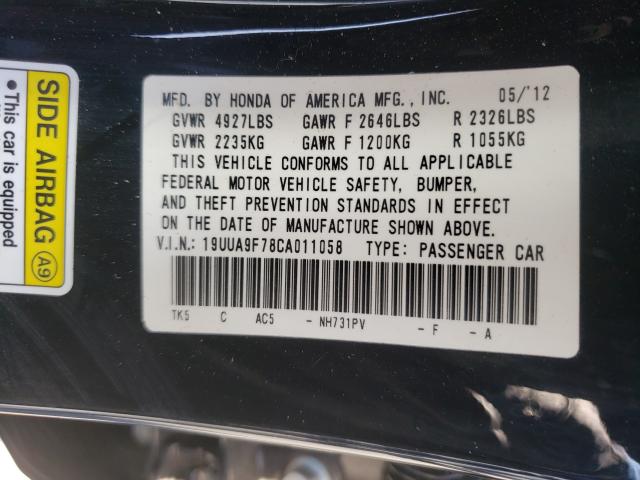 SIDE AIRBAG A9
•This car is equipped
MFD. BY HONDA OF AMERICA MFG., INC. 05/'12
GVWR 4927LBS GAWR F 2646LBS R 2326LBS
GVWR 2235KG GAWR F 1200KG R 1055KG
THIS VEHICLE CONFORMS TO ALL APPLICABLE
FEDERAL MOTOR VEHICLE SAFETY, BUMPER,
AND THEFT PREVENTION STANDARDS IN EFFECT
ON THE DATE OF MANUFACTURE SHOWN ABOVE.
V.I.N.: 19UUA9F78CA011058 TYPE: PASSENGER CAR
TK5 C AC5 - NH731PV - F - A